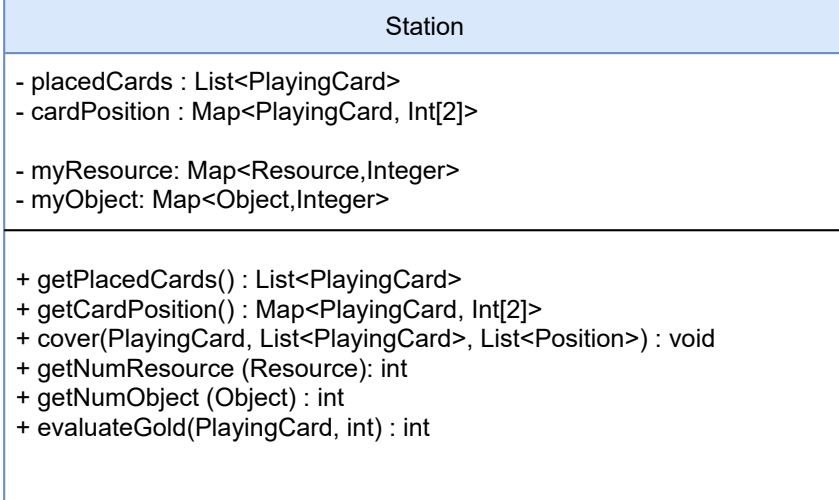 Station
- placedCards : List<PlayingCard>
- cardPosition : Map<PlayingCard, Int[2]>
- myResource: Map<Resource,Integer>
- myObject: Map<Object,Integer>
+ getPlacedCards() : List<PlayingCard>
+ getCardPosition() : Map<PlayingCard, Int[2]>
+ cover(PlayingCard, List<PlayingCard>, List<Position>) : void
+ getNumResource (Resource): int
+ getNumObject (Object) : int
+ evaluateGold(PlayingCard, int) : int